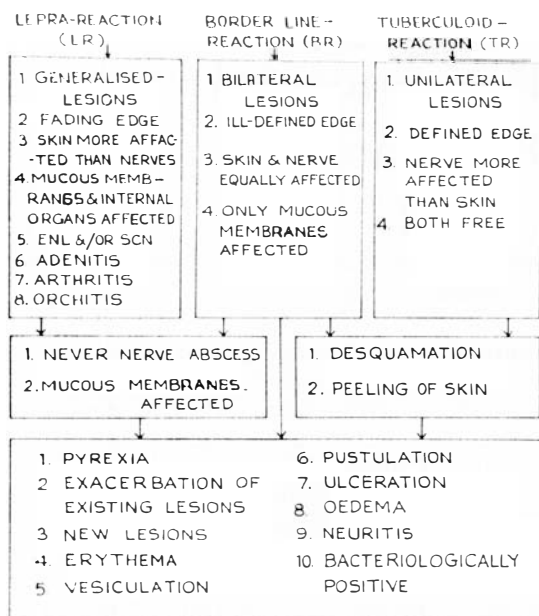 LEPRA-REACTION
(LR)
1 GENERALISED-
LESIONS
2 FADING EDGE
3 SKIN MORE AFFAC
-TED THAN NERVES
4. MUCOUS MEMB-
RANGS & INTERNAL
ORGANS AFFECTED
5. ENL &/OR SCN
6 ADENITIS
7. ARTHRITIS
8. ORCHITIS
BORDER LINE-
REACTION (BR)
1 BILATERAL
LESIONS
2. ILL-DEFINED EDGE
3. SKIN & NERVE
EQUALLY AFFECTED
4. ONLY MUCOUS
MEMBRANES
AFFECTED
TUBERCULOID-
REACTION (TR)
1. UNILATERAL
LESIONS
2. DEFINED EDGE
3. NERVE MORE
AFFECTED
THAN SKIN
4. BOTH FREE
1. NEVER NERVE ABSCESS
2. MUCOUS MEMBRANES.
AFFECTED
1. DESQUAMATION
2. PEELING OF SKIN
1. PYREXIA
2 EXACERBATION OF
EXISTING LESIONS
3 NEW LESIONS
4. ERYTHEMA
5 VESICULATION
6. PUSTULATION
7. ULCERATION
8. OEDEMA
9. NEURITIS
10. BACTERIOLOGICALLY
POSITIVE